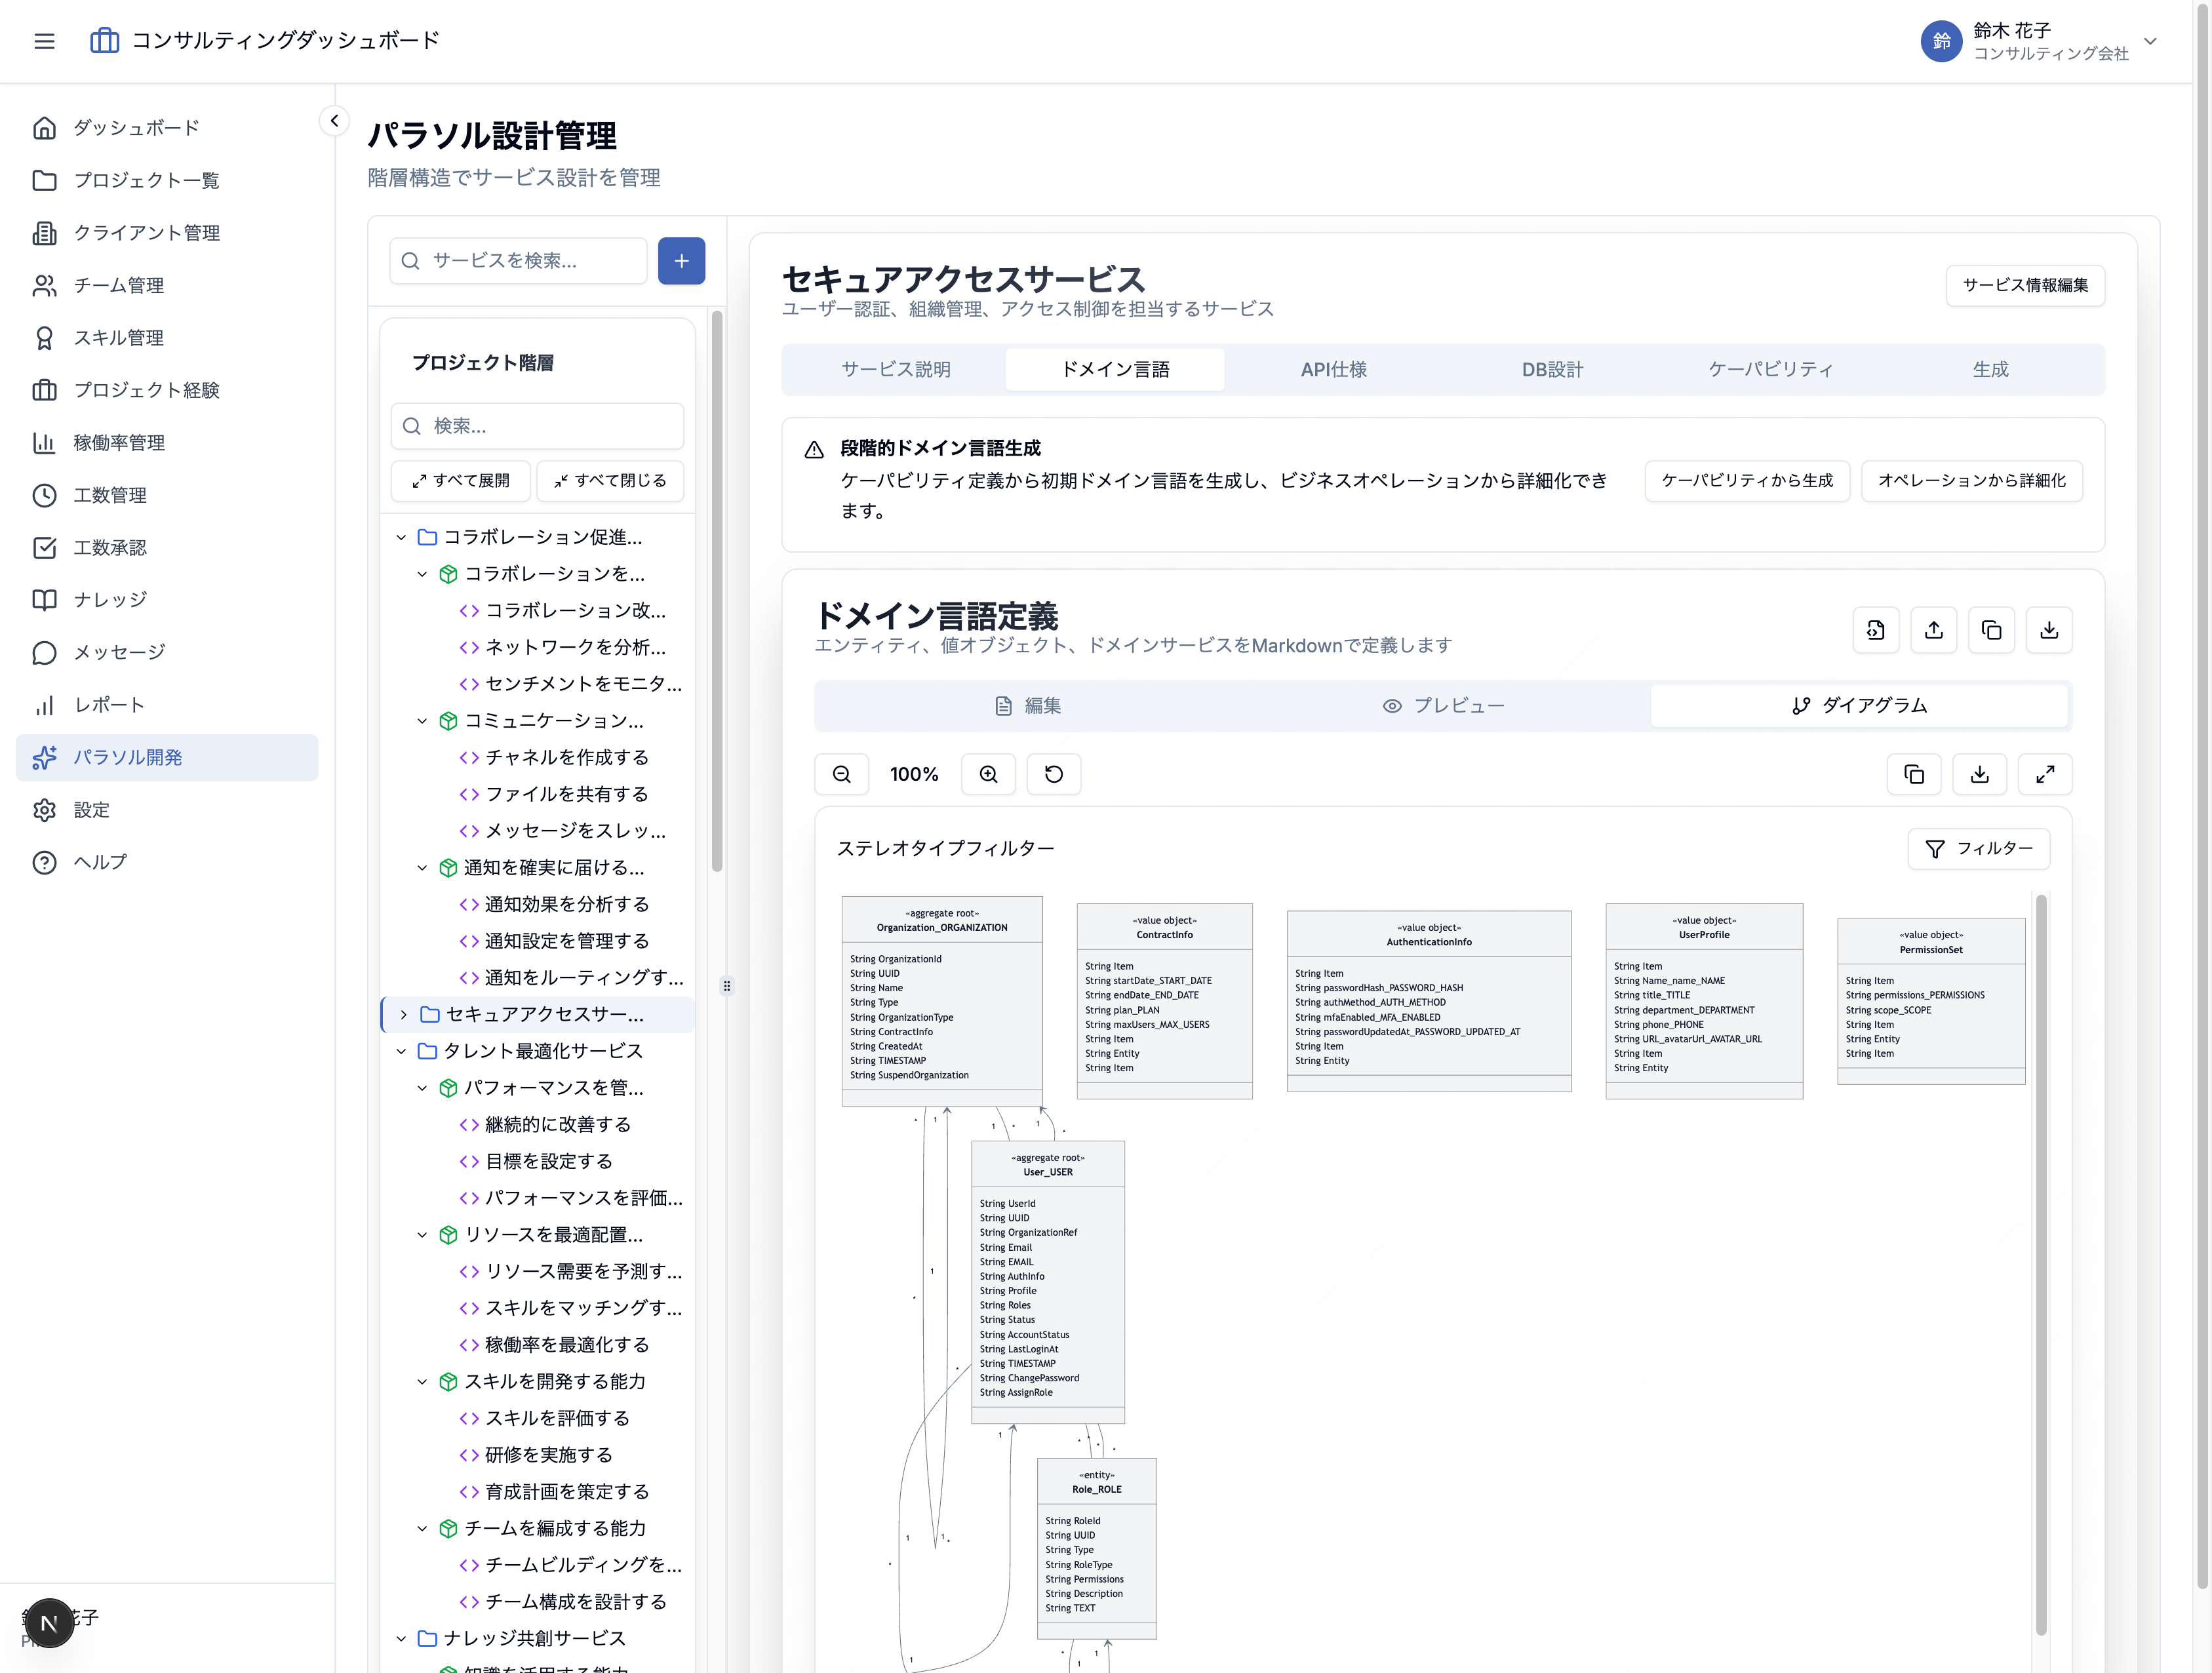 コンサルティングダッシュボード
鈴
鈴木 花子
コンサルティング会社
ダッシュボード
プロジェクト一覧
クライアント管理
チーム管理
スキル管理
プロジェクト経験
稼働率管理
工数管理
工数承認
ナレッジ
メッセージ
レポート
パラソル開発
設定
ヘルプ
花子
N
パラソル設計管理
階層構造でサービス設計を管理
サービスを検索...
プロジェクト階層
検索...
すべて展開
すべて閉じる
コラボレーション促進...
コラボレーションを...
コラボレーション改...
ネットワークを分析...
センチメントをモニタ...
コミュニケーション...
チャネルを作成する
ファイルを共有する
メッセージをスレッ...
通知を確実に届ける...
通知効果を分析する
通知設定を管理する
通知をルーティングす...
セキュアアクセスサー...
タレント最適化サービス
パフォーマンスを管...
継続的に改善する
目標を設定する
パフォーマンスを評価...
リソースを最適配置...
リソース需要を予測す...
スキルをマッチングす...
稼働率を最適化する
スキルを開発する能力
スキルを評価する
研修を実施する
育成計画を策定する
チームを編成する能力
チームビルディングを...
チーム構成を設計する
ナレッジ共創サービス
知識を活用する能力
セキュアアクセスサービス
ユーザー認証、組織管理、アクセス制御を担当するサービス
サービス情報編集
サービス説明
ドメイン言語
API仕様
DB設計
ケーパビリティ
生成
段階的ドメイン言語生成
ケーパビリティ定義から初期ドメイン言語を生成し、ビジネスオペレーションから詳細化でき
ます。
ケーパビリティから生成
オペレーションから詳細化
ドメイン言語定義
エンティティ、値オブジェクト、ドメインサービスをMarkdownで定義します
編集
プレビュー
ダイアグラム
100%
ステレオタイプフィルター
フィルター
«aggregate root»
Organization_ORGANIZATION
String OrganizationId
String UUID
String Name
String Type
String OrganizationType
String ContractInfo
String CreatedAt
String TIMESTAMP
String SuspendOrganization
«value object»
ContractInfo
String Item
String startDate_START_DATE
String endDate_END_DATE
String plan_PLAN
String maxUsers_MAX_USERS
String Item
String Entity
String Item
«value object»
AuthenticationInfo
String Item
String passwordHash_PASSWORD_HASH
String authMethod_AUTH_METHOD
String mfaEnabled_MFA_ENABLED
String passwordUpdatedAt_PASSWORD_UPDATED_AT
String Item
String Entity
«value object»
UserProfile
String Item
String Name_name_NAME
String title_TITLE
String department_DEPARTMENT
String phone_PHONE
String URL_avatarUrl_AVATAR_URL
String Item
String Entity
«value object»
PermissionSet
String Item
String permissions_PERMISSIONS
String scope_SCOPE
String Item
String Entity
String Item
* 1 1 * 1 *
«aggregate root»
User_USER
String UserId
String UUID
String OrganizationRef
String Email
String EMAIL
String AuthInfo
String Profile
String Roles
String Status
String AccountStatus
String LastLoginAt
String TIMESTAMP
String ChangePassword
String AssignRole
1
*
*
1 * * *
«entity»
Role_ROLE
String RoleId
String UUID
String Type
String RoleType
String Permissions
String Description
String TEXT
1 1 *
*
* 1
1 1